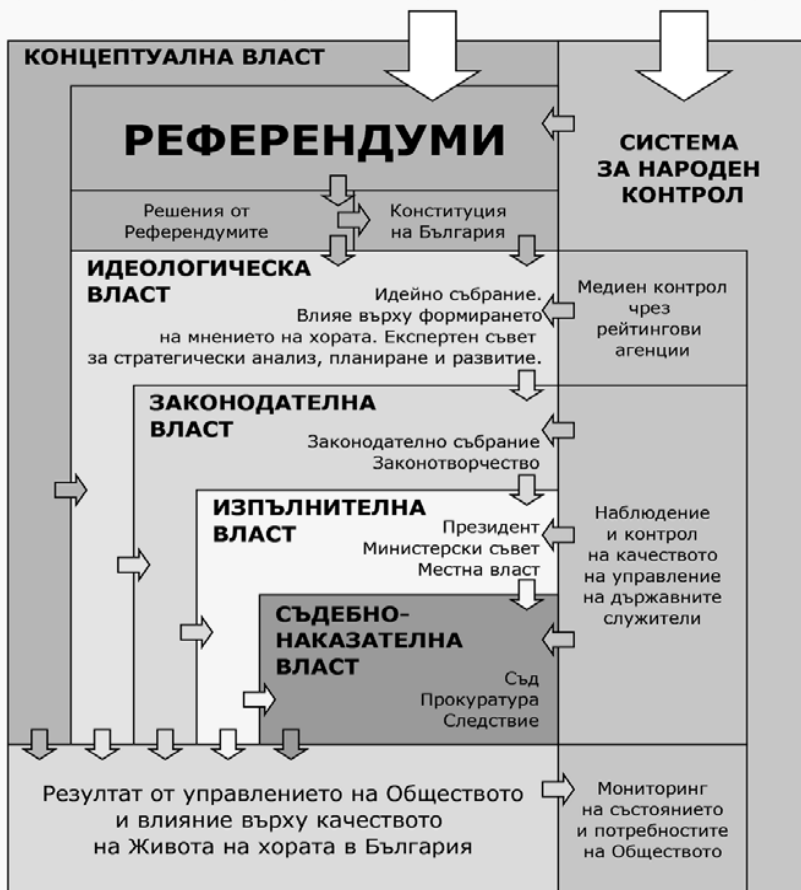 КОНЦЕПТУАЛНА ВЛАСТ
РЕФЕРЕНДУМИ
СИСТЕМА
ЗА НАРОДЕН
КОНТРОЛ
Решения от
Референдумите
Конституция
на България
ИДЕОЛОГИЧЕСКА
ВЛАСТ
Идейно събрание.
Влияе върху формирането
на мнението на хората. Експертен съвет
за стратегически анализ, планиране и развитие.
Медиен контрол
чрез
рейтингови
агенции
ЗАКОНОДАТЕЛНА
ВЛАСТ
Законодателно събрание
Законотворчество
ИЗПЪЛНИТЕЛНА
ВЛАСТ
Президент
Министерски съвет
Местна власт
Наблюдение
и контрол
на качеството
на управление
на държавните
служители
СЪДЕБНО-
НАКАЗАТЕЛНА
ВЛАСТ
Съд
Прокуратура
Следствие
Резултат от управлението на Обществото
и влияние върху качеството
на Живота на хората в България
Мониторинг
на състоянието
и потребностите
на Обществото